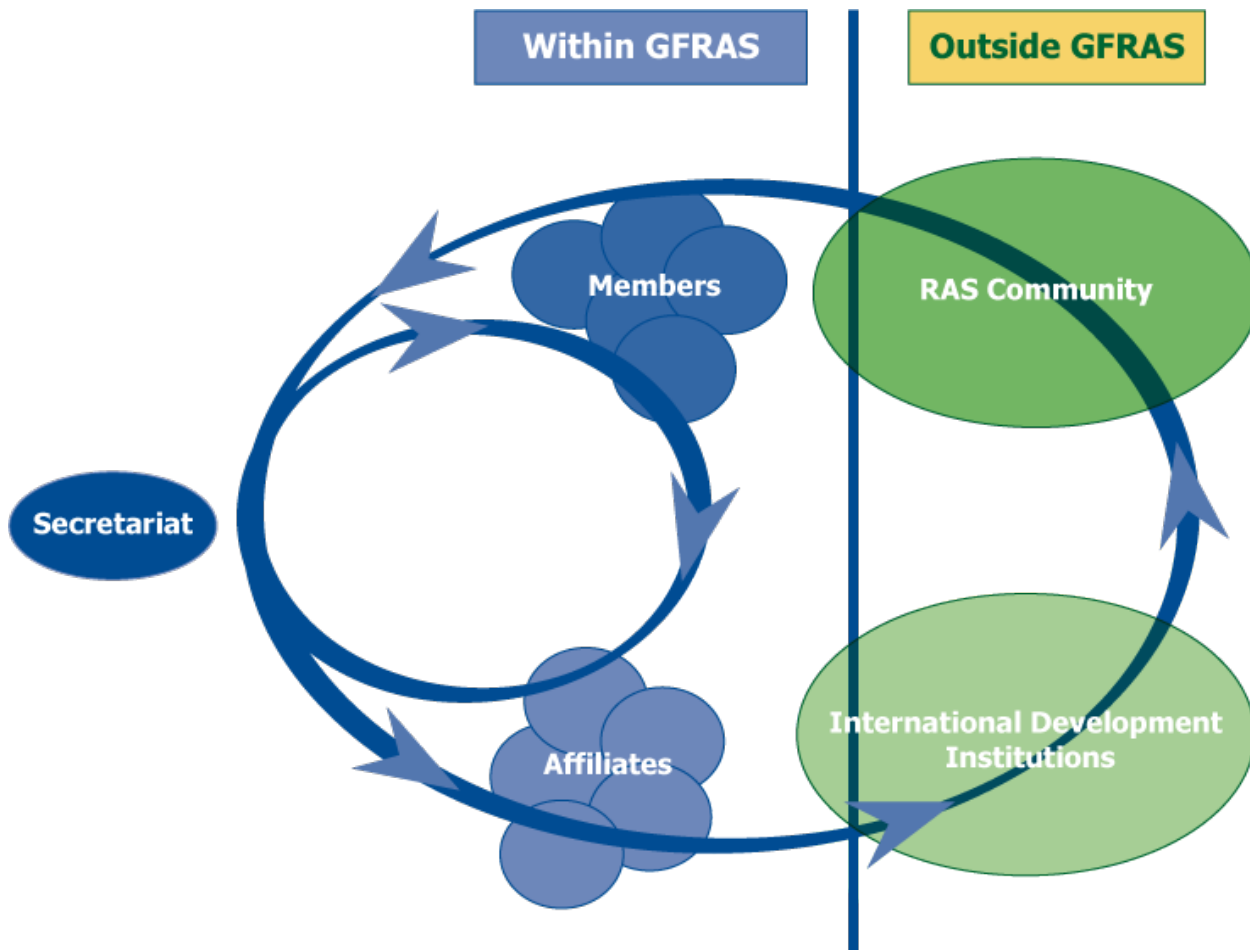 Within GFRAS
Outside GFRAS
Members
RAS Community
Secretariat
International Development
Institutions
Affiliates